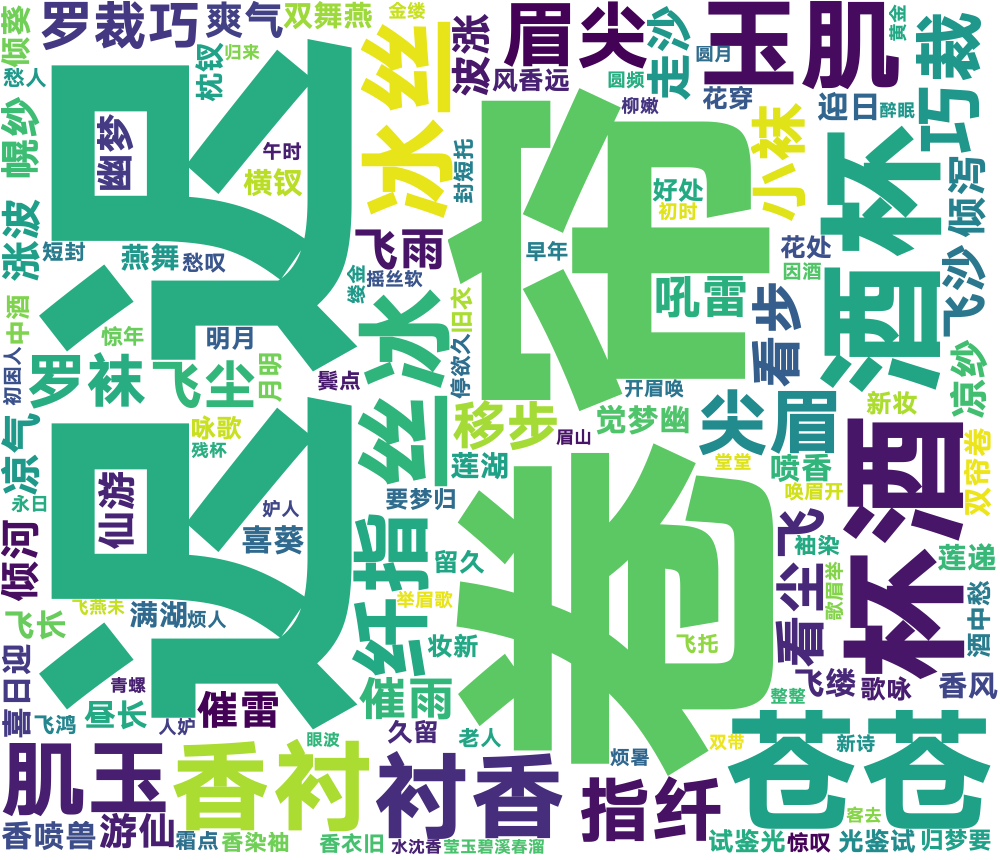 倾葵
罗裁巧
爽气
双舞燕
金缕
眉尖
走沙
玉肌
黄金
巧裁
愁人
枕钗
归来
冰丝
波涨
风香远
圆频
圆月
花穿
柳嫩
迎日
醉眠
幌纱
幽梦
迟迟
午时
横钗
封短托
卷帘
好处
初时
小袜
酒杯
倾泻
涨波
短封
燕舞
愁叹
飞雨
缕金
摇丝软
早年
花处
因酒
吼雷
飞沙
中酒
惊年
明月
月明
丝冰
旧衣
停欲久
看步
凉纱
初困人
罗袜
飞尘
鬓点
开眉唤
新妆
凉气
咏歌
残杯
移步
眉山
觉梦幽
尖眉
堂堂
喷香
杯酒
双帘卷
永日
仙游
妒人
莲湖
要梦归
唤眉开
倾河
喜葵
纤指
留久
看尘飞
袖染
莲递
飞长
飞燕未
满湖
烦人
举眉歌
歌眉举
酒中愁
妆新
飞托
喜日迎
青螺
催雷
催雨
整整
飞缕
歌咏
香风
飞鸿
昼长
人妒
眼波
久留
老人
烦暑
双带
苍苍
新诗
肌玉
香衬
衬香
指纤
客去
香喷兽
游仙
霜点
香染袖
香衣旧
水沈香
莹玉碧溪春溜
试鉴光
惊叹
光鉴试
归梦要